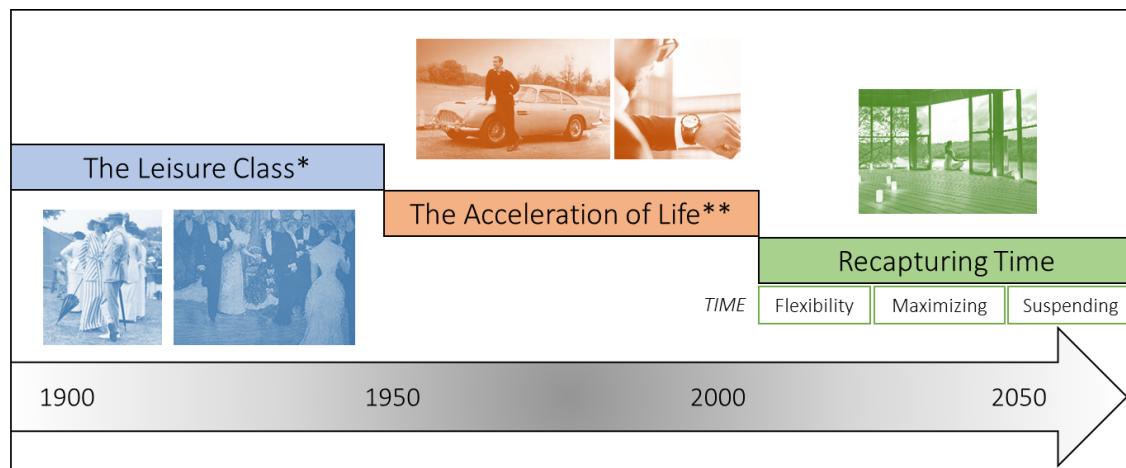 The Leisure Class*
The Acceleration of Life**
Recapturing Time
TIME
Flexibility
Maximizing
Suspending
1900
1950
2000
2050